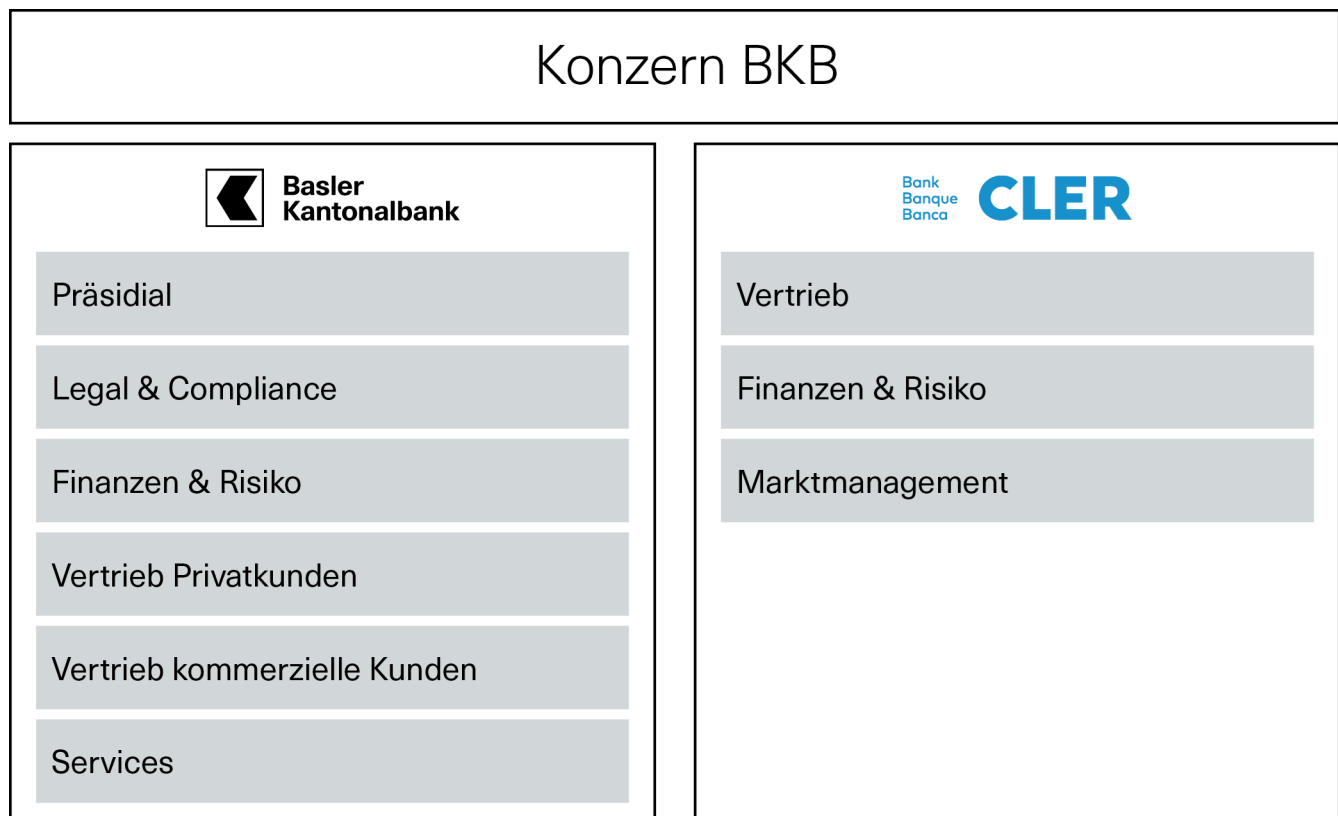 Konzern BKB
Basler
Kantonalbank
Präsidial
Legal & Compliance
Finanzen & Risiko
Vertrieb Privatkunden
Vertrieb kommerzielle Kunden
Services
Bank
Banque
Banca
CLER
Vertrieb
Finanzen & Risiko
Marktmanagement